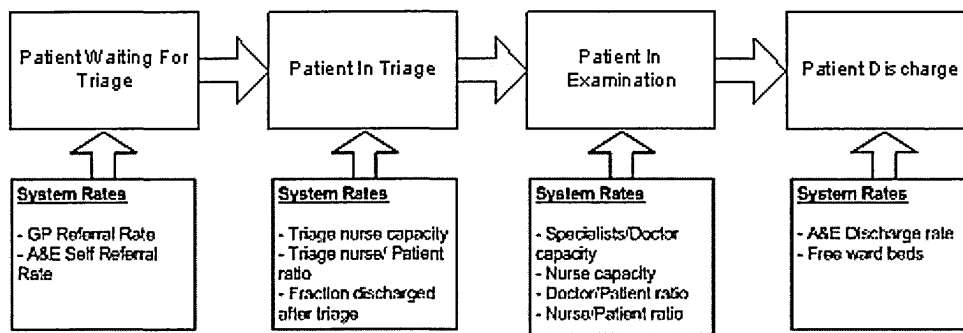 Patient Waiting For
Triage
Patient In Triage
Patient In
Examination
Patient Discharge
System Rates
- GP Referral Rate
- A&E Self Referral
Rate
System Rates
- Triage nurse capacity
- Triage nurse/ Patient
ratio
- Fraction discharged
after triage
System Rates
- Specialists/Doctor
capacity
- Nurse capacity
- Doctor/Patient ratio
- Nurse/Patient ratio
System Rates
- A&E Discharge rate
- Free ward beds